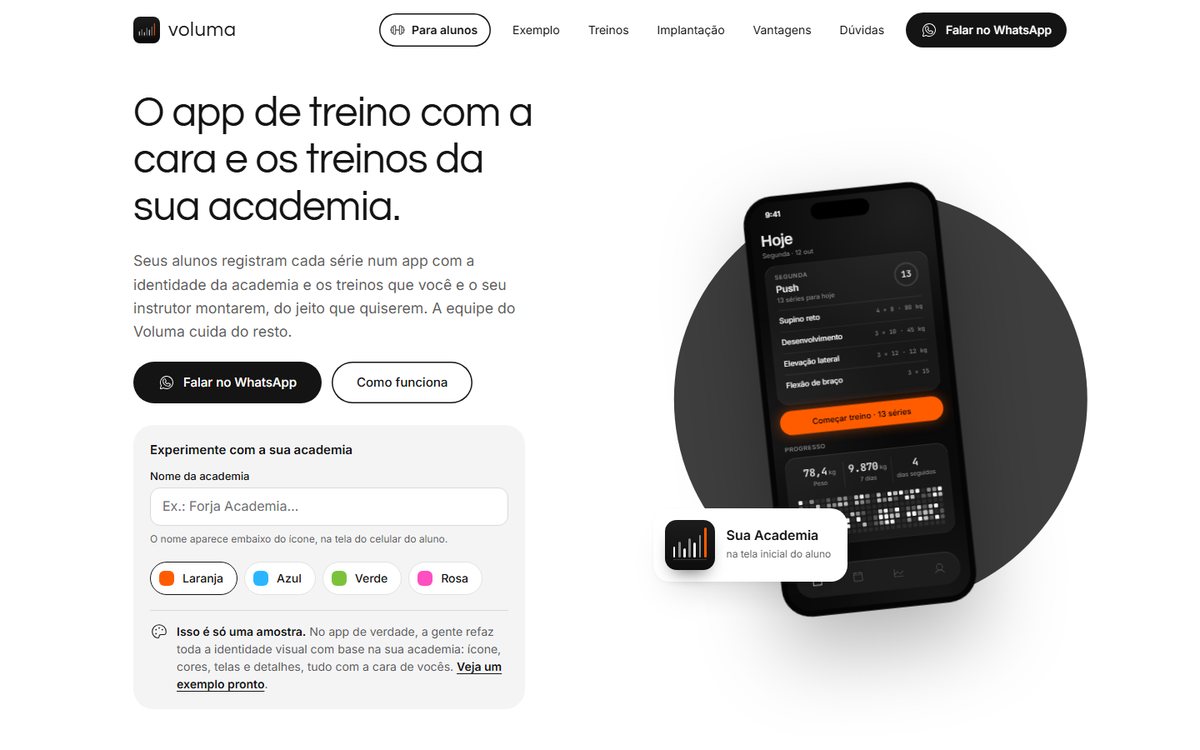 voluma
Para alunos
Exemplo
Treinos
Implantação
Vantagens
Dúvidas
Falar no WhatsApp
O app de treino com a
cara e os treinos da
sua academia.
Seus alunos registram cada série num app com a
identidade da academia e os treinos que você e o seu
instrutor montarem, do jeito que quiserem. A equipe do
Voluma cuida do resto.
Falar no WhatsApp
Como funciona
Experimente com a sua academia
Nome da academia
Ex.: Forja Academia...
O nome aparece embaixo do ícone, na tela do celular do aluno.
Laranja
Azul
Verde
Rosa
Isso é só uma amostra. No app de verdade, a gente refaz
toda a identidade visual com base na sua academia: ícone,
cores, telas e detalhes, tudo com a cara de vocês. Veja um
exemplo pronto.
9:41
Hoje
Segunda · 12 out
SEGUNDA
Push
13 séries para hoje
13
Supino reto
4 × 8 · 80 kg
Desenvolvimento
3 × 10 · 45 kg
Elevação lateral
3 × 12 · 12 kg
Flexão de braço
3 × 15
Começar treino · 13 séries
PROGRESSO
78,4 kg
Peso
9.870 kg
7 dias
4
dias seguidos
Sua Academia
na tela inicial do aluno